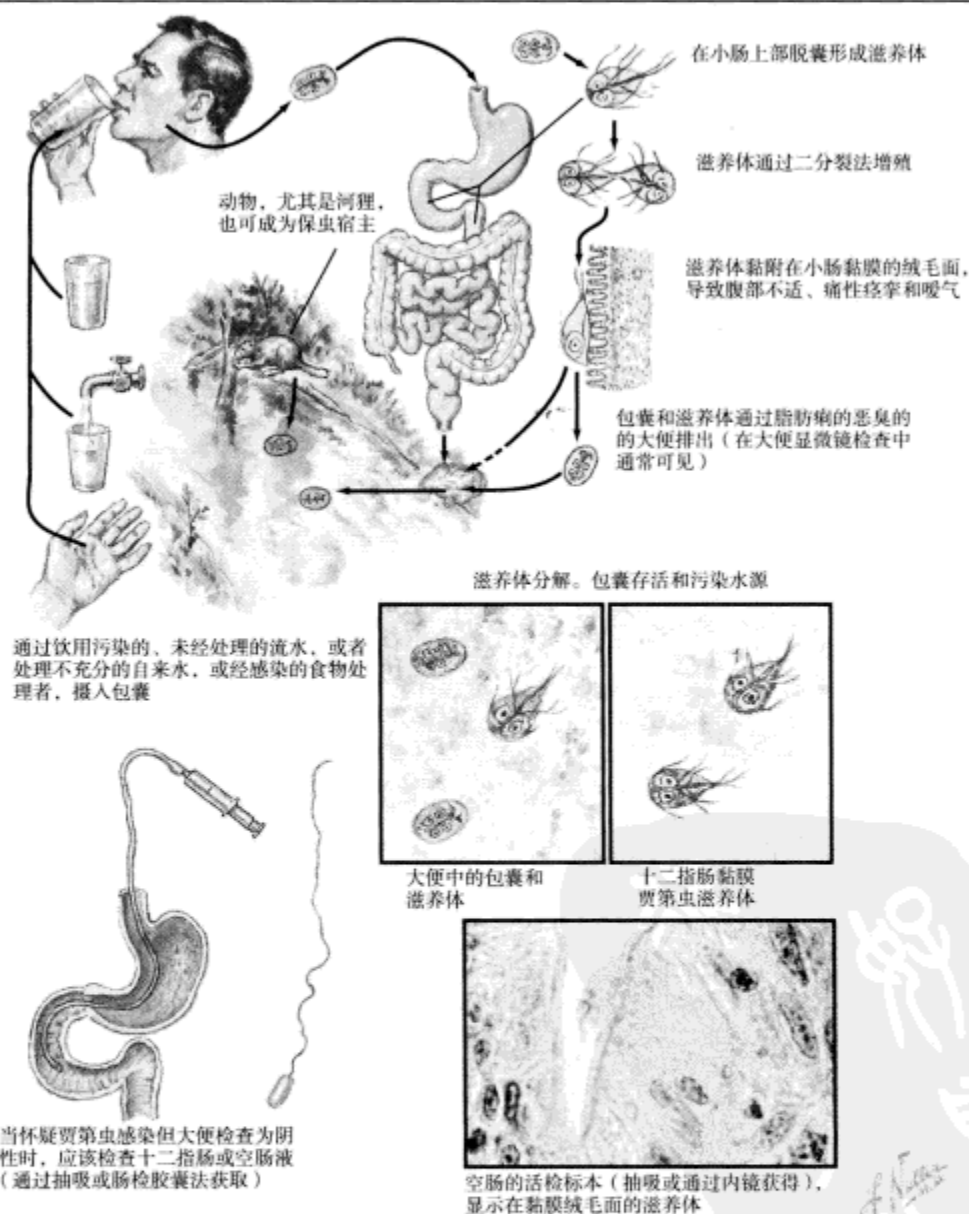 在小肠上部脱囊形成滋养体
滋养体通过二分裂法增殖
动物，尤其是河狸，
也可成为保虫宿主
滋养体黏附在小肠黏膜的绒毛面，
导致腹部不适、痛性痉挛和嗳气
包囊和滋养体通过脂肪痢的恶臭的
的大便排出（在大便显微镜检查中
通常可见）
滋养体分解。包囊存活和污染水源
通过饮用污染的、未经处理的流水，或者
处理不充分的自来水，或经感染的食物处
理者，摄入包囊
大便中的包囊和
滋养体
十二指肠黏膜
贾第虫滋养体
当怀疑贾第虫感染但大便检查为阴
性时，应该检查十二指肠或空肠液
（通过抽吸或肠检胶囊法获取）
空肠的活检标本（抽吸或通过内镜获得），
显示在黏膜绒毛面的滋养体